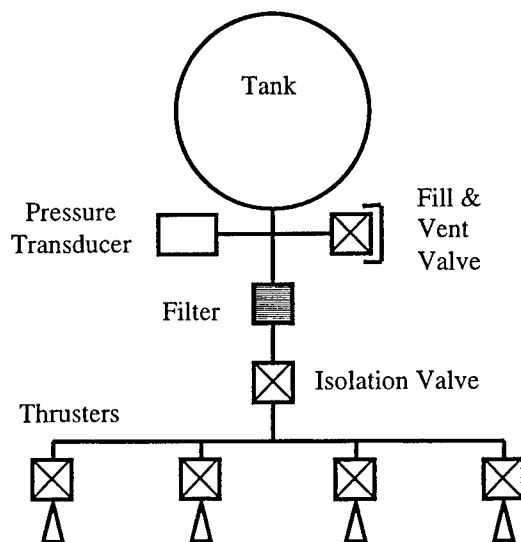 Tank
Pressure
Transducer
Fill &
Vent
Valve
Filter
Isolation Valve
Thrusters